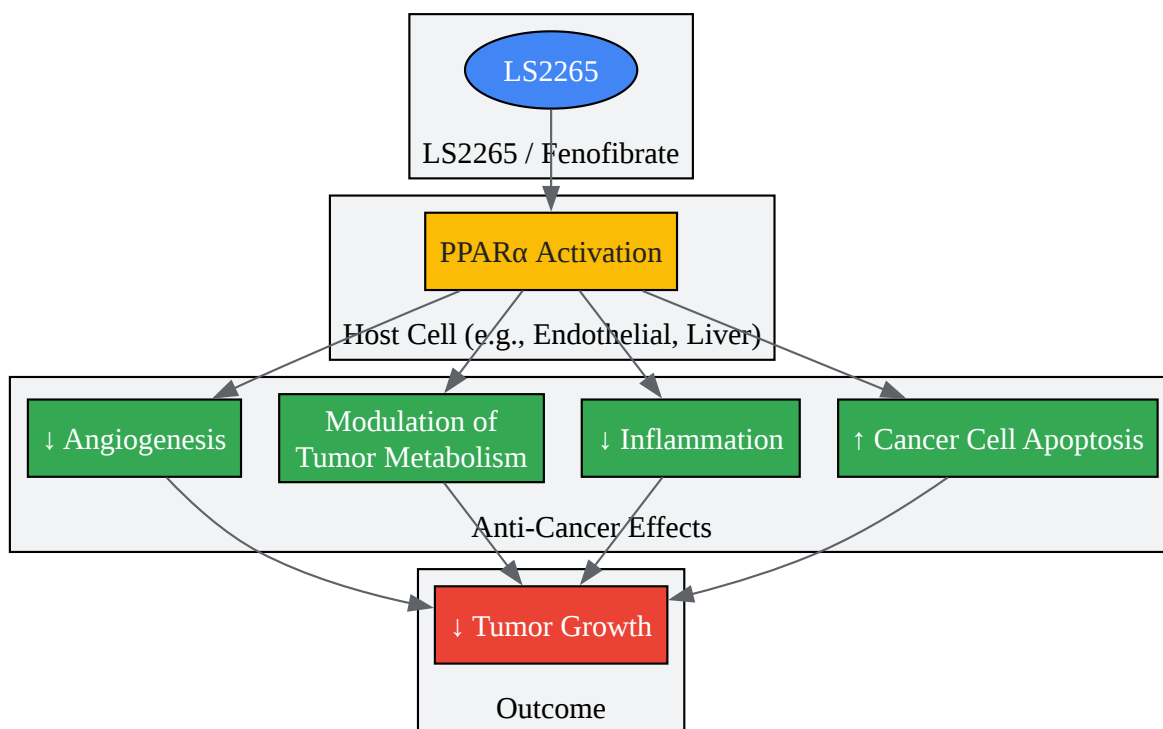 LS2265
LS2265 / Fenofibrate
PPARα Activation
Host Cell (e.g., Endothelial, Liver)
↓ Angiogenesis
Modulation of
Tumor Metabolism
↓ Inflammation
↑ Cancer Cell Apoptosis
Anti-Cancer Effects
↓ Tumor Growth
Outcome